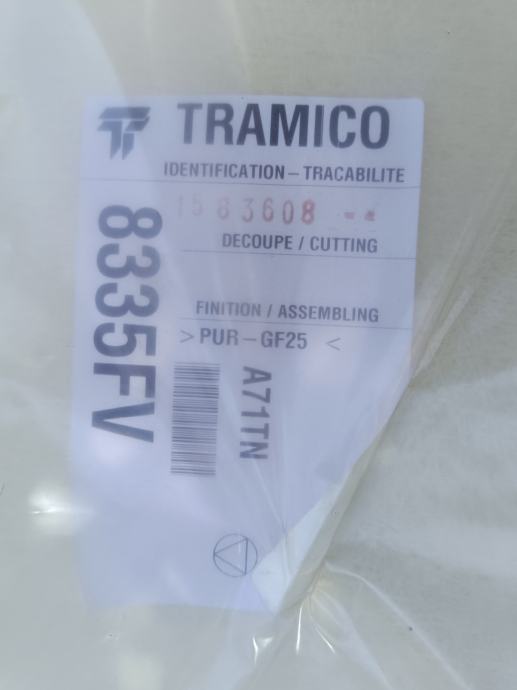 TRAMICO
IDENTIFICATION – TRACABILITE
1583608
DECOUPE / CUTTING
FINITION / ASSEMBLING
>PUR – GF25 <
8335FV
A71TN